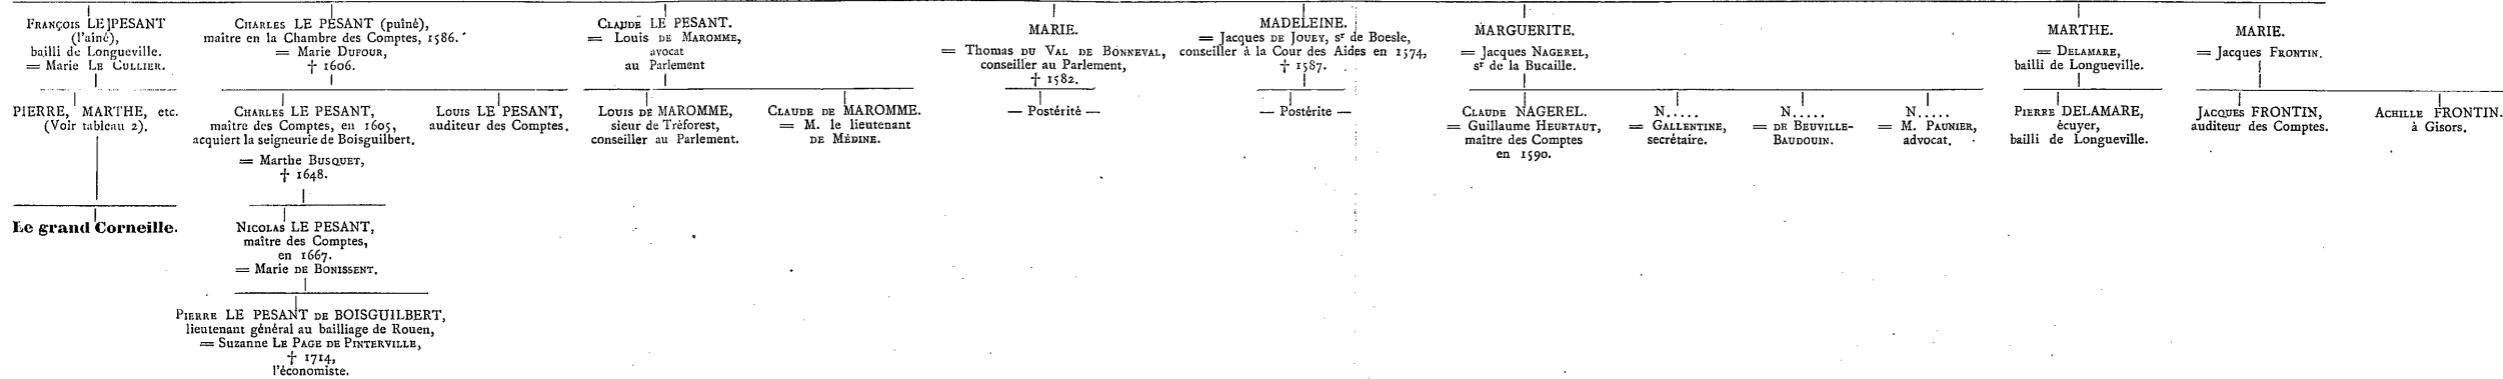 FRANÇOIS LE PESANT
(l'aîné),
bailli de Longueville.
= Marie LE CULLIER.
CHARLES LE PESANT (puîné),
maître en la Chambre des Comptes, 1586.
= Marie DUFOUR,
† 1606.
CLAUDE LE PESANT.
= Louis DE MAROMME,
avocat
au Parlement
MARIE.
= Thomas DU VAL DE BONNEVAL,
conseiller au Parlement,
† 1582.
MADELEINE.
= Jacques DE JOUEY, sr de Boesle,
conseiller à la Cour des Aides en 1574,
† 1587.
MARGUERITE.
= Jacques NAGEREL,
sr de la Bucaille.
MARTHE.
= DELAMARE,
bailli de Longueville.
MARIE.
= Jacques FRONTIN.
PIERRE, MARTHE, etc.
(Voir tableau 2).
CHARLES LE PESANT,
maître des Comptes, en 1605,
acquiert la seigneurie de Boisguilbert.
= Marthe BUSQUET,
† 1648.
LOUIS LE PESANT,
auditeur des Comptes.
LOUIS DE MAROMME,
sieur de Tréforest,
conseiller au Parlement.
CLAUDE DE MAROMME.
= M. le lieutenant
DE MÉDINE.
— Postérité —
— Postérite —
CLAUDE NAGEREL.
= Guillaume HEURTAUT,
maître des Comptes
en 1590.
N.....
= GALLENTINE,
secrétaire.
N.....
= DE BEUVILLE-
BAUDOUIN.
N.....
= M. PAUNIER,
advocat.
PIERRE DELAMARE,
écuyer,
bailli de Longueville.
JACQUES FRONTIN,
auditeur des Comptes.
ACHILLE FRONTIN.
à Gisors.
Le grand Corneille.
NICOLAS LE PESANT,
maître des Comptes,
en 1667.
= Marie DE BONISSENT.
PIERRE LE PESANT DE BOISGUILBERT,
lieutenant général au bailliage de Rouen,
= Suzanne LE PAGE DE PINTERVILLE,
† 1714,
l'économiste.